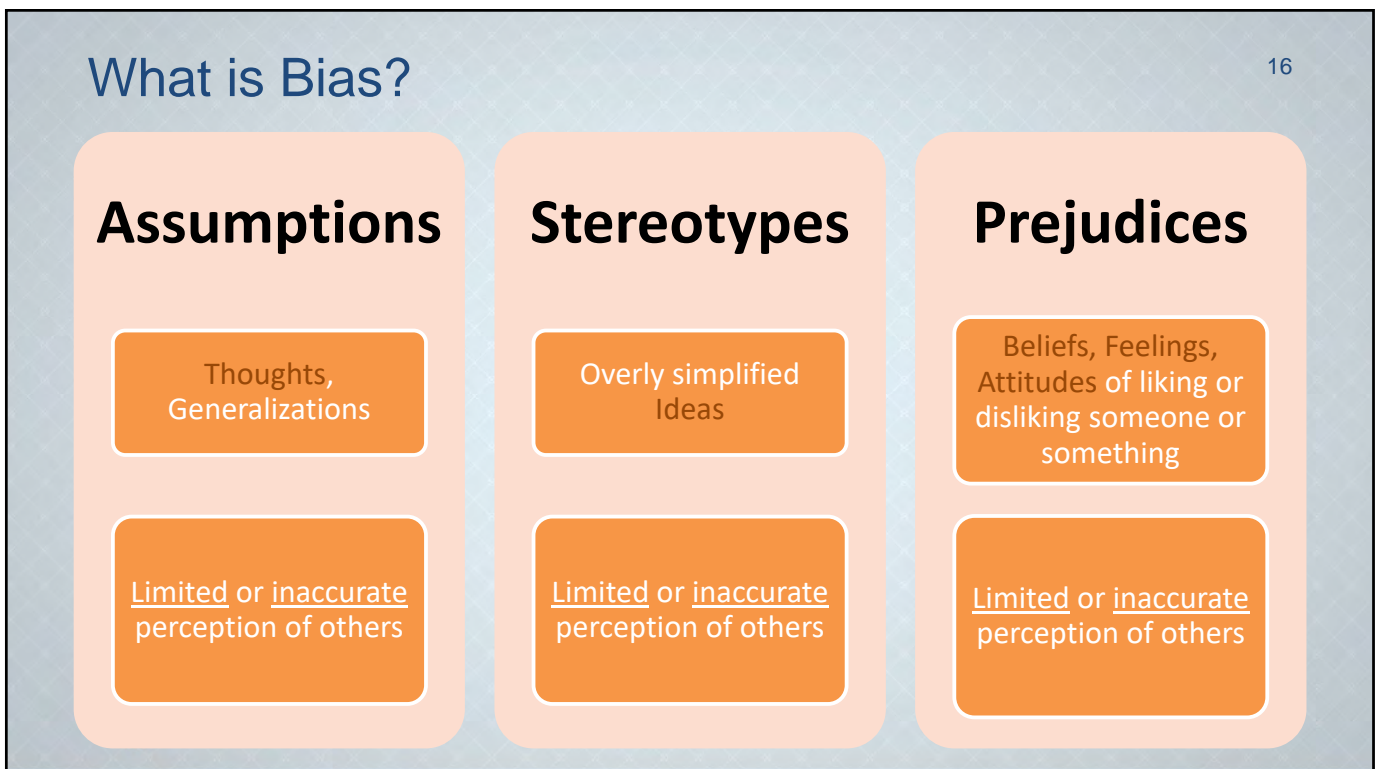 What is Bias?
16
Assumptions
Thoughts,
Generalizations
Limited or inaccurate
perception of others
Stereotypes
Overly simplified
Ideas
Limited or inaccurate
perception of others
Prejudices
Beliefs, Feelings,
Attitudes of liking or
disliking someone or
something
Limited or inaccurate
perception of others